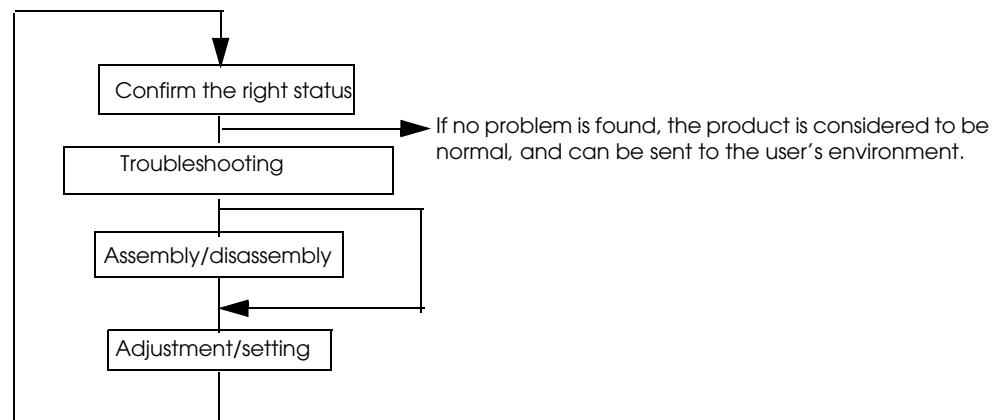 Confirm the right status
If no problem is found, the product is considered to be
normal, and can be sent to the user's environment.
Troubleshooting
Assembly/disassembly
Adjustment/setting